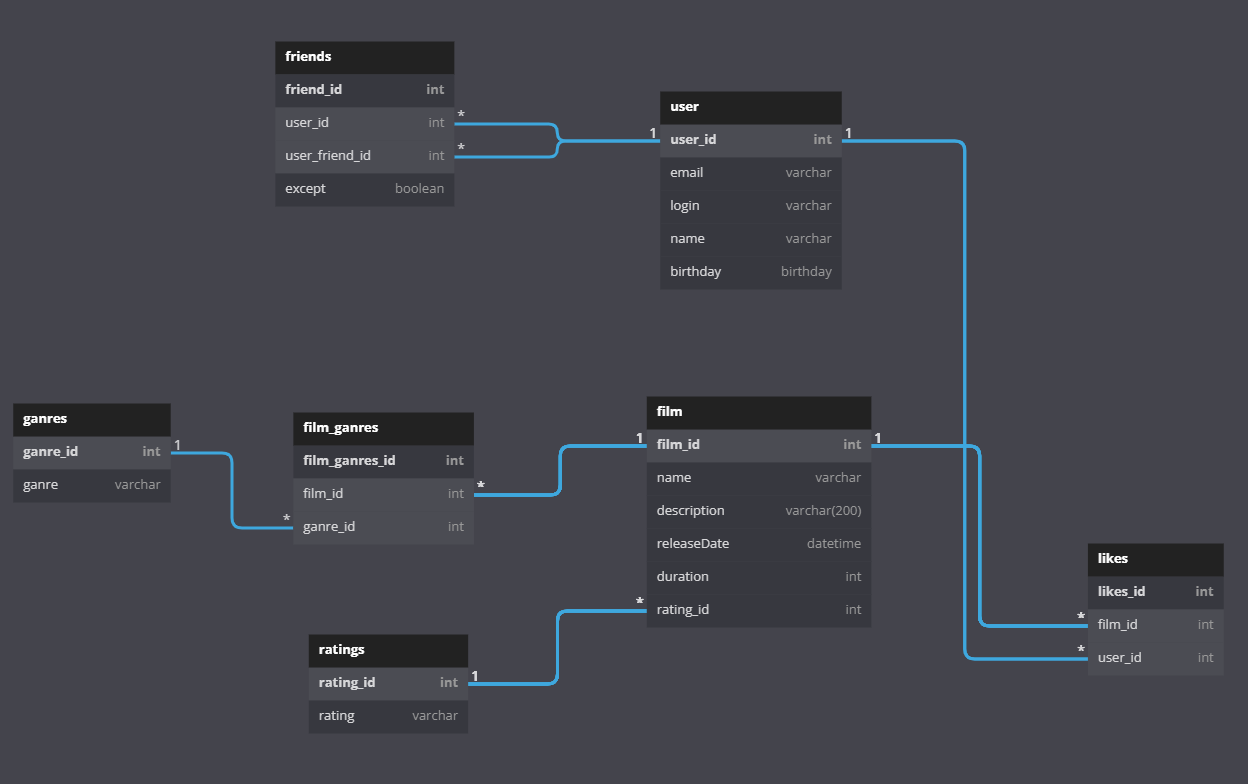 friends
friend_id int
user_id int
user_friend_id int
except boolean
*
*
1
user
user_id int
email varchar
login varchar
name varchar
birthday birthday
1
ganres
ganre_id int
ganre varchar
1
*
film_ganres
film_ganres_id int
film_id int
ganre_id int
*
1
film
film_id int
name varchar
description varchar(200)
releaseDate datetime
duration int
rating_id int
1
*
ratings
rating_id int
rating varchar
1
likes
likes_id int
film_id int
user_id int
*
*